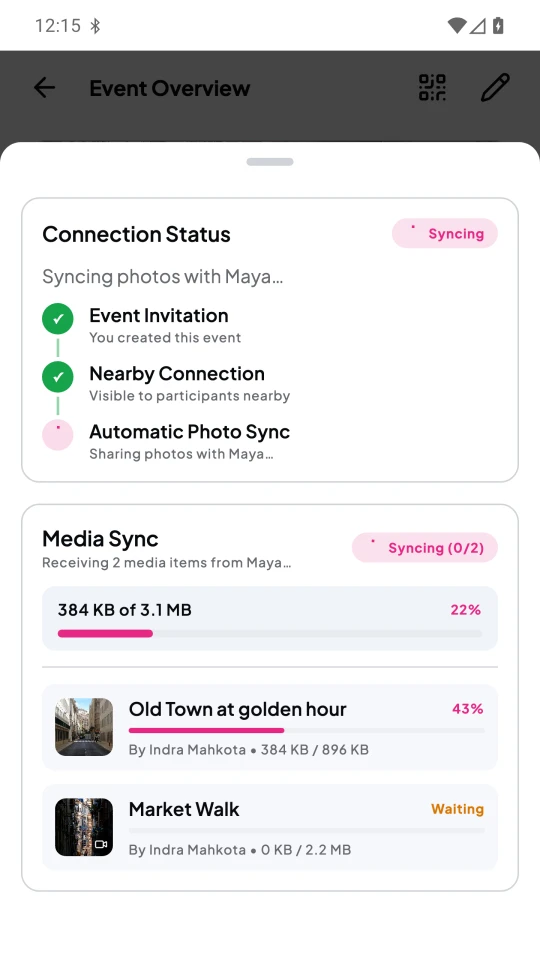 12:15
Event Overview
Connection Status
Syncing
Syncing photos with Maya…
Event Invitation
You created this event
Nearby Connection
Visible to participants nearby
Automatic Photo Sync
Sharing photos with Maya…
Media Sync
Syncing (0/2)
Receiving 2 media items from Maya…
384 KB of 3.1 MB
22%
Old Town at golden hour
43%
By Indra Mahkota • 384 KB / 896 KB
Market Walk
Waiting
By Indra Mahkota • 0 KB / 2.2 MB